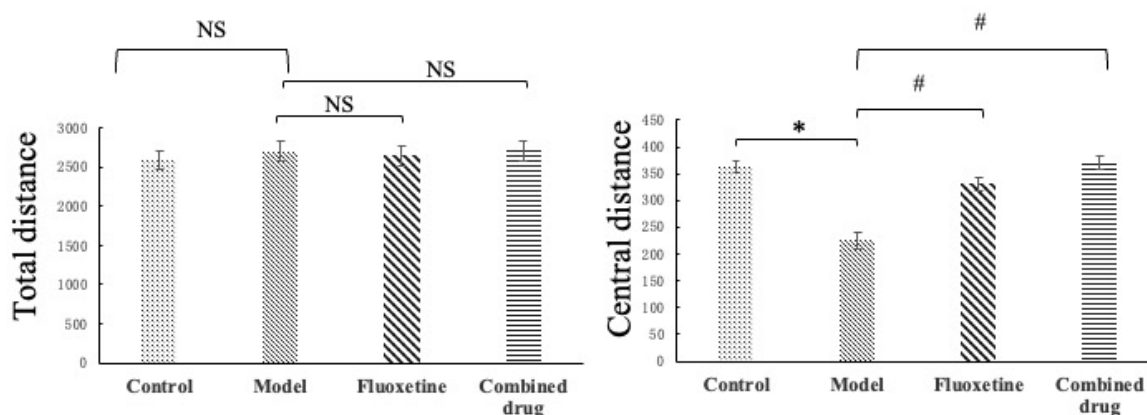 NS
NS
NS
Total distance
3000
2500
2000
1500
1000
500
0
Control
Model
Fluoxetine
Combined
drug
#
#
*
Central distance
450
400
350
300
250
200
150
100
50
0
Control
Model
Fluoxetine
Combined
drug